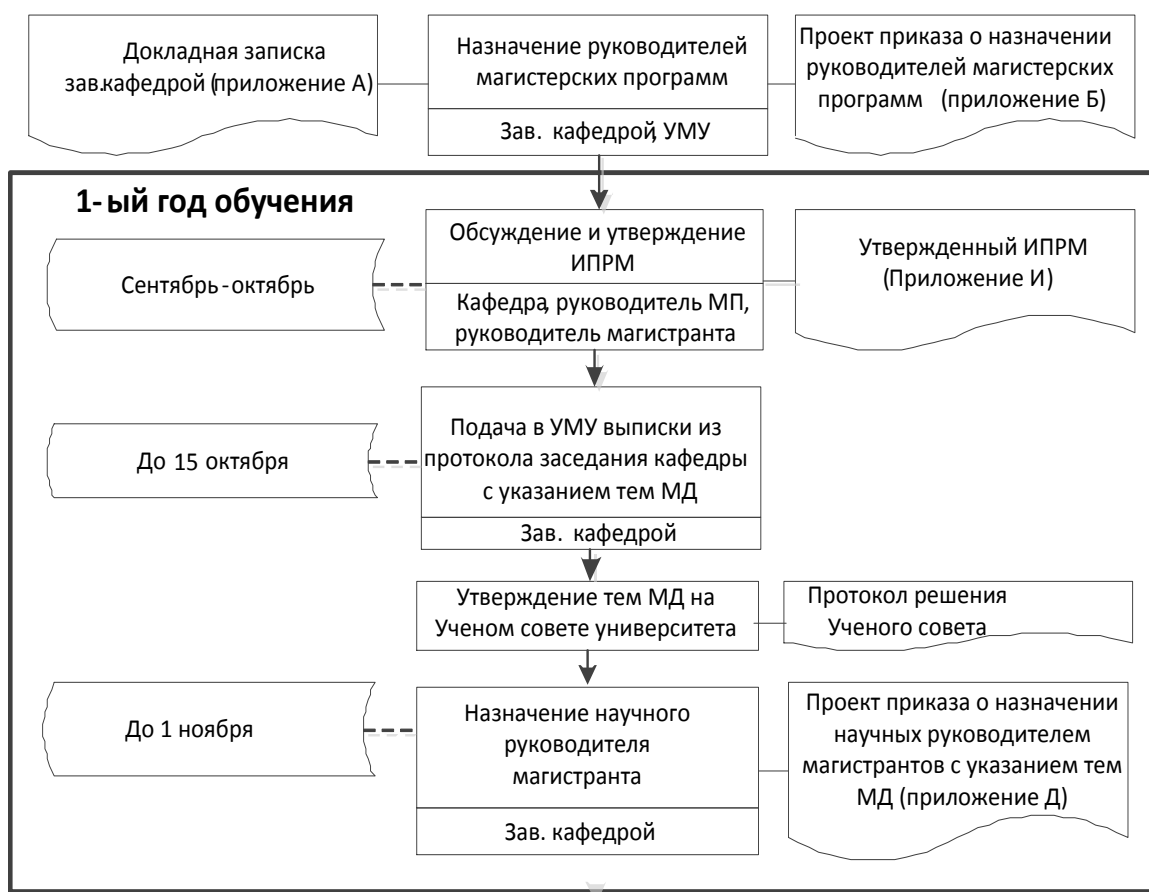 Докладная записка
зав.кафедрой (приложение А)
Назначение руководителей
магистерских программ
Зав. кафедрой, УМУ
Проект приказа о назначении
руководителей магистерских
программ (приложение Б)
1-ый год обучения
Сентябрь-октябрь
Обсуждение и утверждение
ИПРМ
Кафедра, руководитель МП,
руководитель магистранта
Утвержденный ИПРМ
(Приложение И)
До 15 октября
Подача в УМУ выписки из
протокола заседания кафедры
с указанием тем МД
Зав. кафедрой
Утверждение тем МД на
Ученом совете университета
Протокол решения
Ученого совета
До 1 ноября
Назначение научного
руководителя
магистранта
Зав. кафедрой
Проект приказа о назначении
научных руководителем
магистрантов с указанием тем
МД (приложение Д)